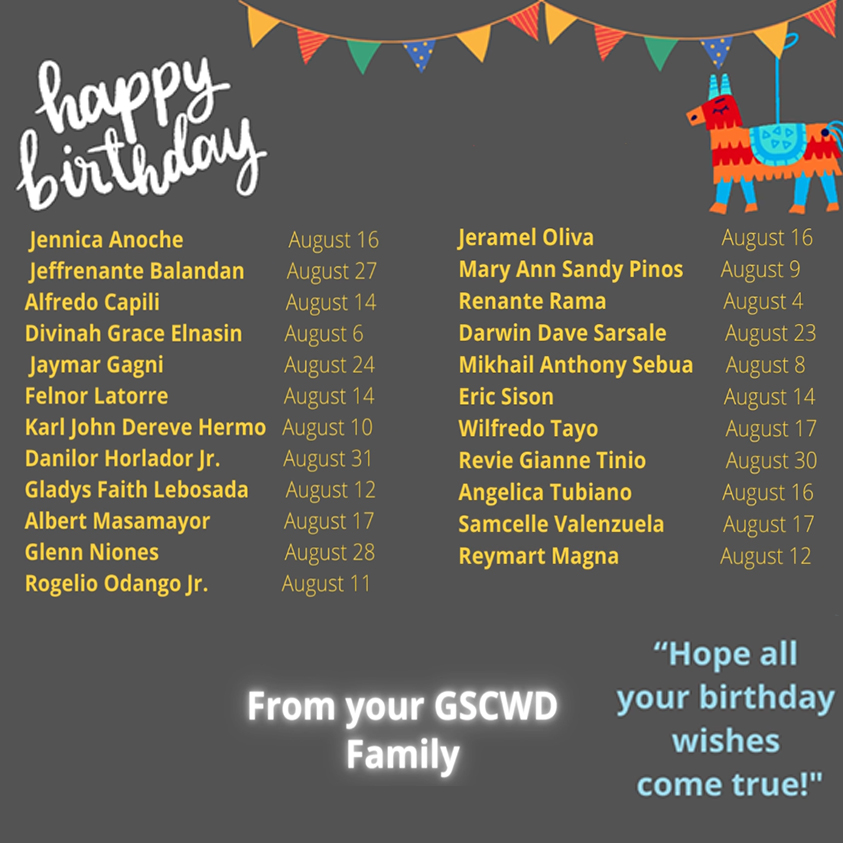 happy
birthday
Jennica Anoche August 16
Jeffrenante Balandan August 27
Alfredo Capili August 14
Divinah Grace Elnasin August 6
Jaymar Gagni August 24
Felnor Latorre August 14
Karl John Dereve Hermo August 10
Danilor Horlador Jr. August 31
Gladys Faith Lebosada August 12
Albert Masamayor August 17
Glenn Niones August 28
Rogelio Odango Jr. August 11
Jeramel Oliva August 16
Mary Ann Sandy Pinos August 9
Renante Rama August 4
Darwin Dave Sarsale August 23
Mikhail Anthony Sebua August 8
Eric Sison August 14
Wilfredo Tayo August 17
Revie Gianne Tinio August 30
Angelica Tubiano August 16
Samcelle Valenzuela August 17
Reymart Magna August 12
From your GSCWD
Family
“Hope all
your birthday
wishes
come true!"